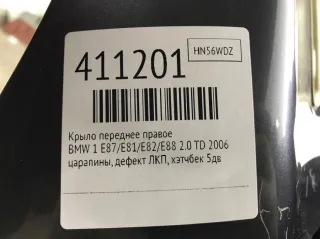 HN56WDZ
411201
Крыло переднее правое
BMW 1 E87/E81/E82/E88 2.0 TD 2006
царапины, дефект ЛКП, хэтчбек 5дв